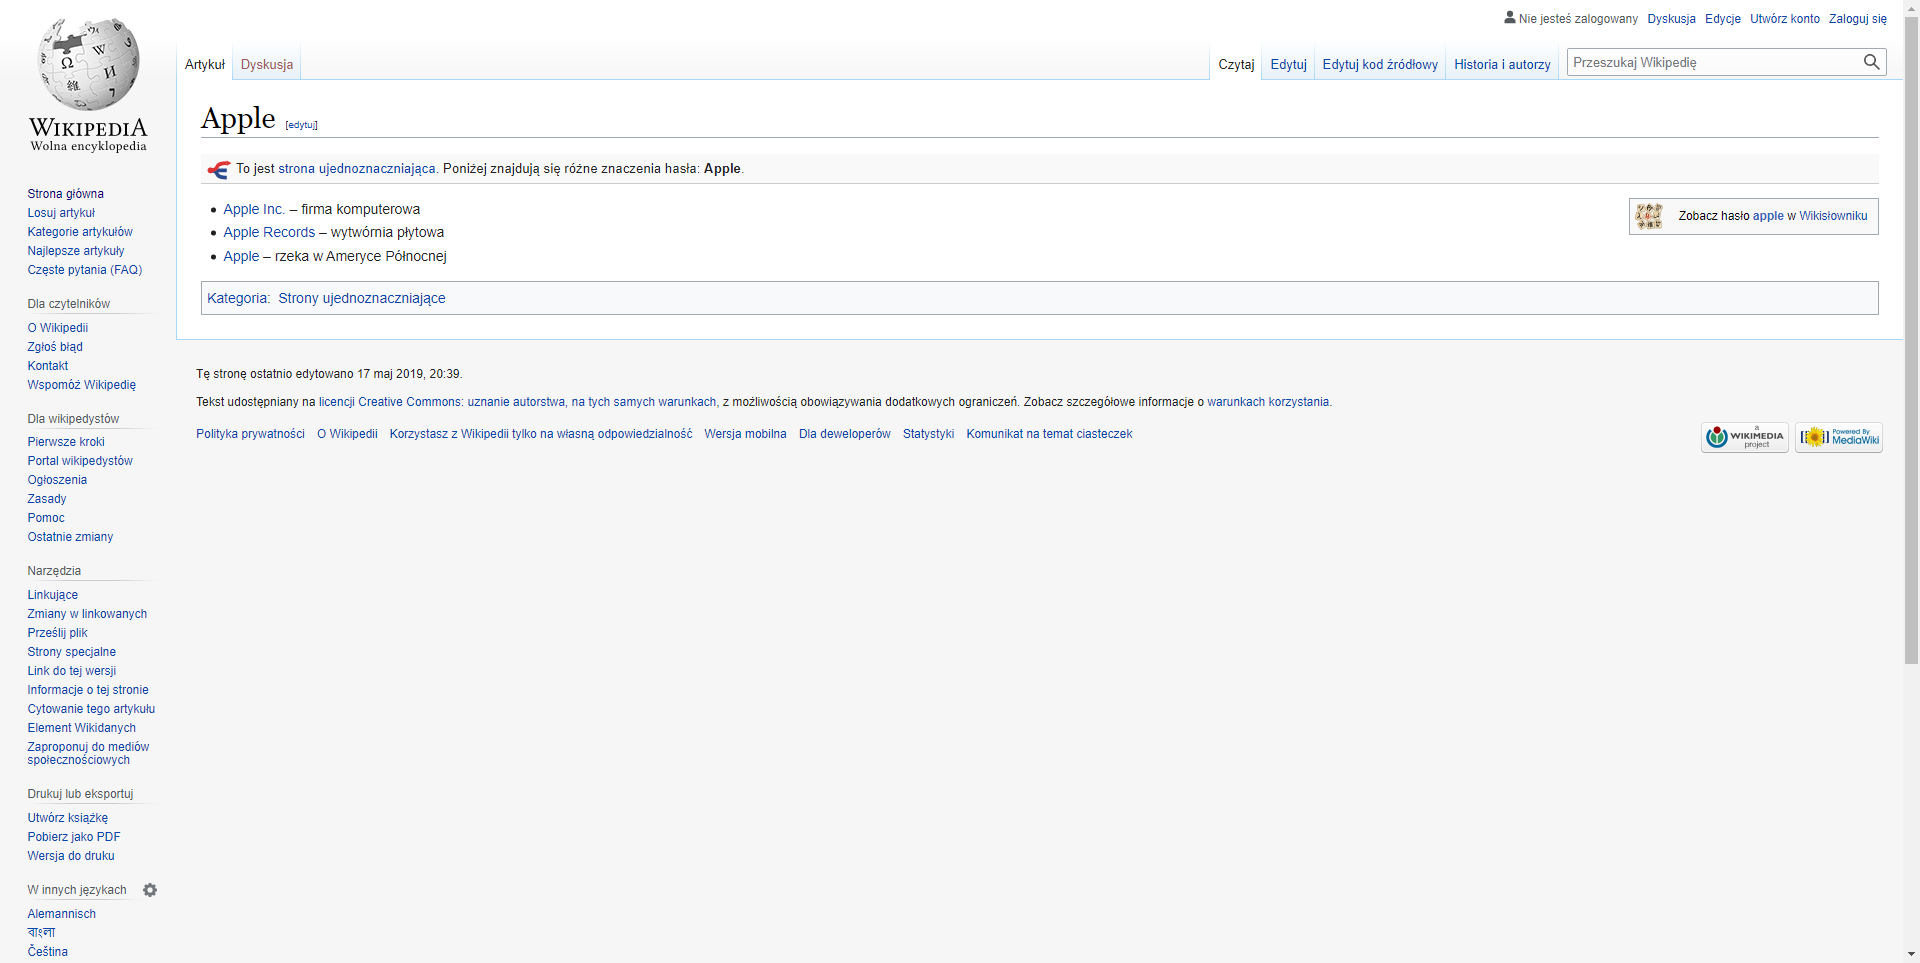 Nie jesteś zalogowany Dyskusja Edycje Utwórz konto Zaloguj się
Artykuł Dyskusja Czytaj Edytuj Edytuj kod źródłowy Historia i autorzy Przeszukaj Wikipedię
WIKIPEDIA
Wolna encyklopedia
Strona główna
Losuj artykuł
Kategorie artykułów
Najlepsze artykuły
Częste pytania (FAQ)
Dla czytelników
O Wikipedii
Zgłoś błąd
Kontakt
Wspomóż Wikipedię
Dla wikipedystów
Pierwsze kroki
Portal wikipedystów
Ogłoszenia
Zasady
Pomoc
Ostatnie zmiany
Narzędzia
Linkujące
Zmiany w linkowanych
Prześlij plik
Strony specjalne
Link do tej wersji
Informacje o tej stronie
Cytowanie tego artykułu
Element Wikidanych
Zaproponuj do mediów
społecznościowych
Drukuj lub eksportuj
Utwórz książkę
Pobierz jako PDF
Wersja do druku
W innych językach
Alemannisch
বাংলা
Čeština
Apple [edytuj]
To jest strona ujednoznaczniająca. Poniżej znajdują się różne znaczenia hasła: Apple.
Apple Inc. – firma komputerowa
Apple Records – wytwórnia płytowa
Apple – rzeka w Ameryce Północnej
Zobacz hasło apple w Wikisłowniku
Kategoria: Strony ujednoznaczniające
Tę stronę ostatnio edytowano 17 maj 2019, 20:39.
Tekst udostępniany na licencji Creative Commons: uznanie autorstwa, na tych samych warunkach, z możliwością obowiązywania dodatkowych ograniczeń. Zobacz szczegółowe informacje o warunkach korzystania.
Polityka prywatności O Wikipedii Korzystasz z Wikipedii tylko na własną odpowiedzialność Wersja mobilna Dla deweloperów Statystyki Komunikat na temat ciasteczek
a
WIKIMEDIA
project
Powered By
MediaWiki